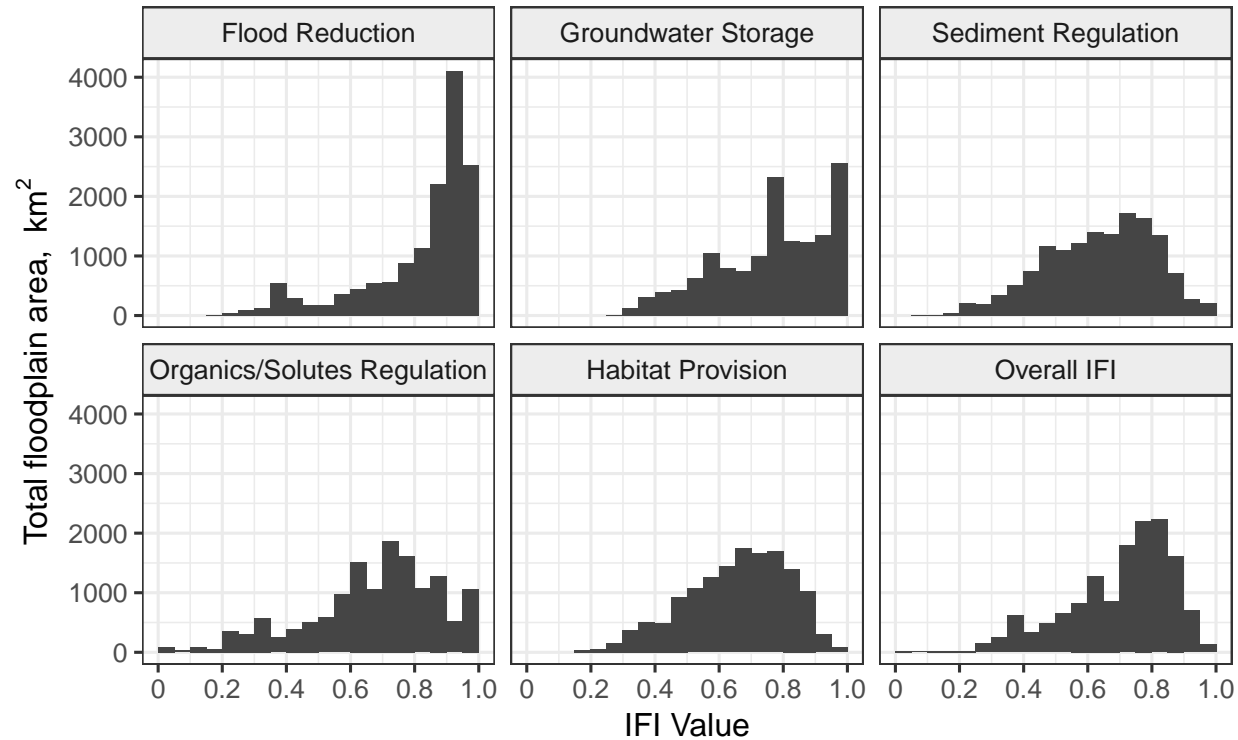 Flood Reduction
Groundwater Storage
Sediment Regulation
4000
3000
2000
1000
0
Organics/Solutes Regulation
Habitat Provision
Overall IFI
4000
3000
2000
1000
0
0 0.2 0.4 0.6 0.8 1.0
0 0.2 0.4 0.6 0.8 1.0
0 0.2 0.4 0.6 0.8 1.0
Total floodplain area, km²
IFI Value